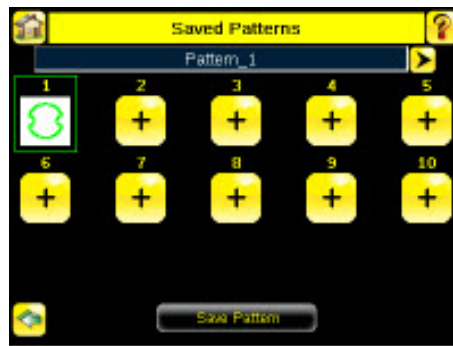 Saved Patterns
?
Pattern_1
1 2 3 4 5
+ + + +
6 7 8 9 10
+ + + + +
Save Pattern